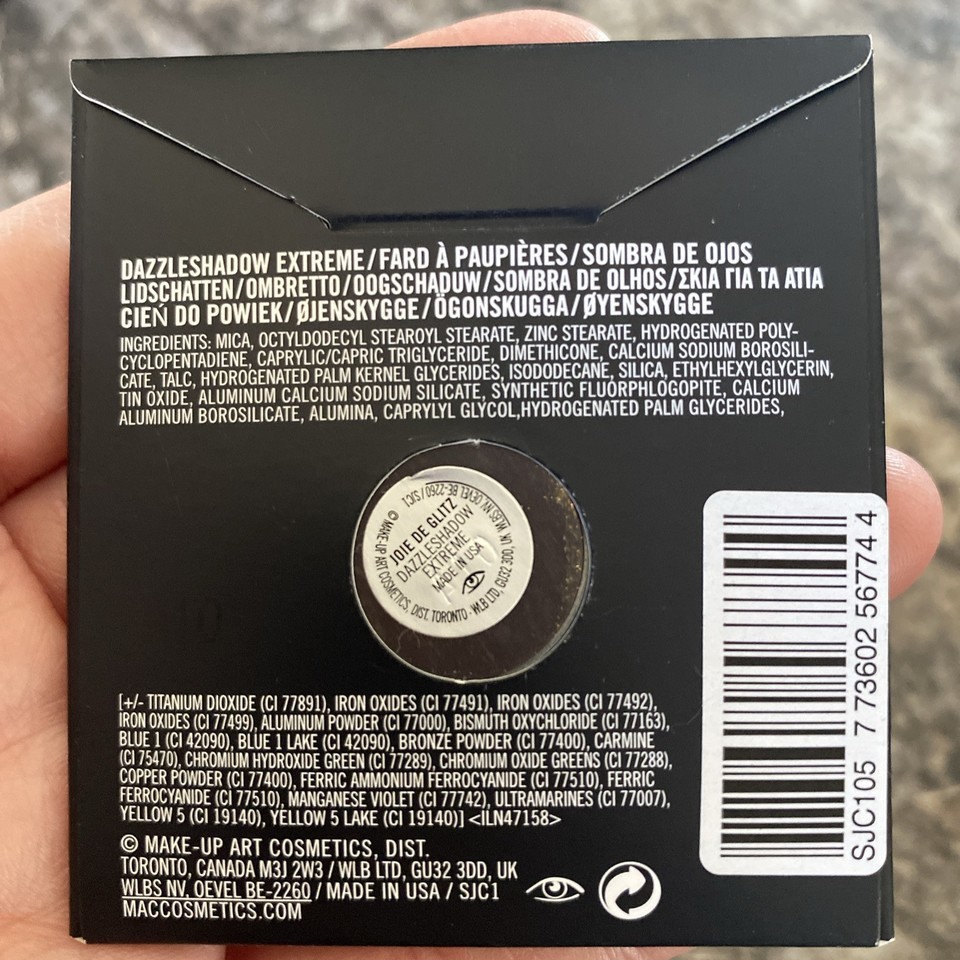 DAZZLESHADOW EXTREME/FARD À PAUPIÈRES/SOMBRA DE OJOS
LIDSCHATTEN/OMBRETTO/OOGSCHADUW/SOMBRA DE OLHOS/ΣΚΙΑ ΓΙΑ ΤΑ ΑΤΙΑ
CIEŃ DO POWIEK/ØJENSKYGGE/ÖGONSKUGGA/ØYENSKYGGE
INGREDIENTS: MICA, OCTYLDODECYL STEAROYL STEARATE, ZINC STEARATE, HYDROGENATED POLY-
CYCLOPENTADIENE, CAPRYLIC/CAPRIC TRIGLYCERIDE, DIMETHICONE, CALCIUM SODIUM BOROSILI-
CATE, TALC, HYDROGENATED PALM KERNEL GLYCERIDES, ISODODECANE, SILICA, ETHYLHEXYLGLYCERIN,
TIN OXIDE, ALUMINUM CALCIUM SODIUM SILICATE, SYNTHETIC FLUORPHLOGOPITE, CALCIUM
ALUMINUM BOROSILICATE, ALUMINA, CAPRYLYL GLYCOL,HYDROGENATED PALM GLYCERIDES,
JOIE DE GLITZ
DAZZLESHADOW
EXTREME
MADE IN USA
© MAKE-UP ART COSMETICS, DIST. TORONTO · WLB LTD, GU32 3DD, UK WLBS NV, OEVEL BE-2260 / SJC1
[+/- TITANIUM DIOXIDE (CI 77891), IRON OXIDES (CI 77491), IRON OXIDES (CI 77492),
IRON OXIDES (CI 77499), ALUMINUM POWDER (CI 77000), BISMUTH OXYCHLORIDE (CI 77163),
BLUE 1 (CI 42090), BLUE 1 LAKE (CI 42090), BRONZE POWDER (CI 77400), CARMINE
(CI 75470), CHROMIUM HYDROXIDE GREEN (CI 77289), CHROMIUM OXIDE GREENS (CI 77288),
COPPER POWDER (CI 77400), FERRIC AMMONIUM FERROCYANIDE (CI 77510), FERRIC
FERROCYANIDE (CI 77510), MANGANESE VIOLET (CI 77742), ULTRAMARINES (CI 77007),
YELLOW 5 (CI 19140), YELLOW 5 LAKE (CI 19140)] <ILN47158>
© MAKE-UP ART COSMETICS, DIST.
TORONTO, CANADA M3J 2W3 / WLB LTD, GU32 3DD, UK
WLBS NV, OEVEL BE-2260 / MADE IN USA / SJC1
MACCOSMETICS.COM
SJC105 7 73602 56774 4